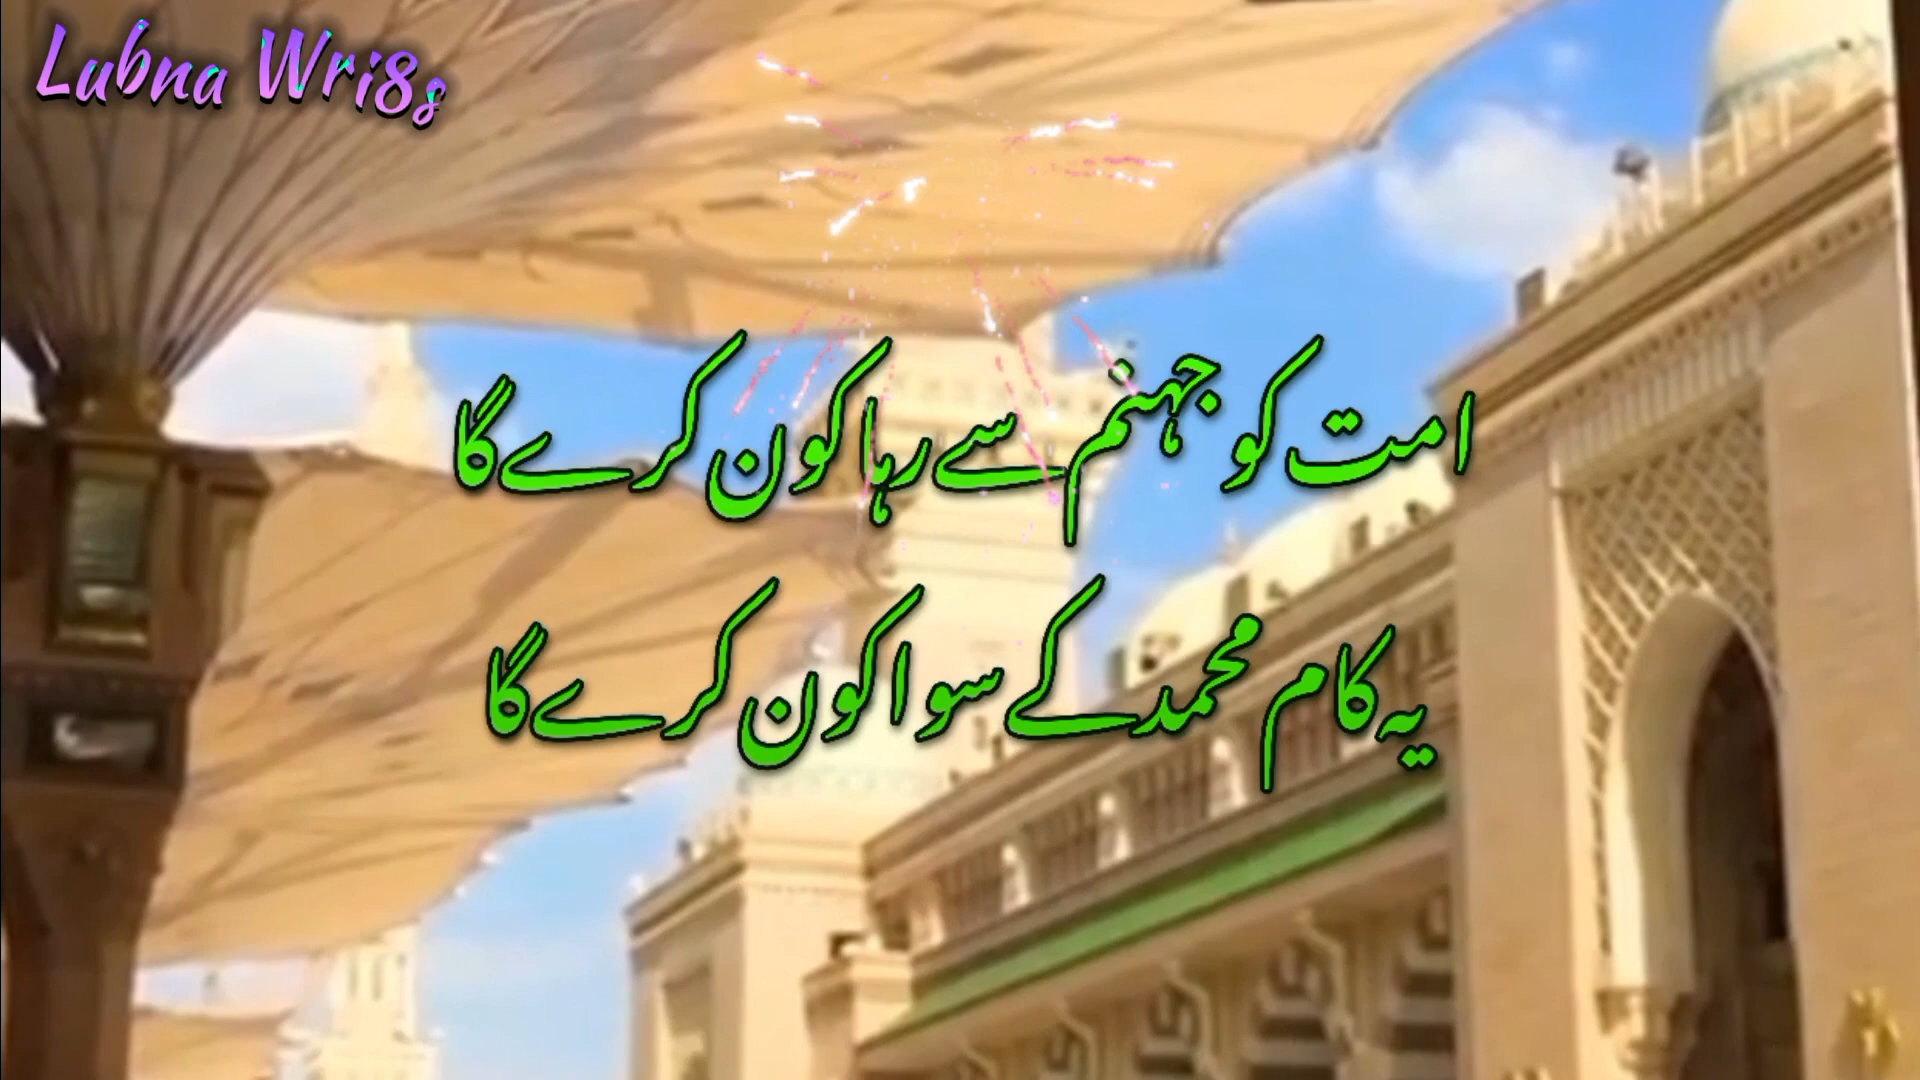 Lubna Wri8s
امت کو جہنم سے رہا کون کرے گا
یہ کام محمد کے سوا کون کرے گا